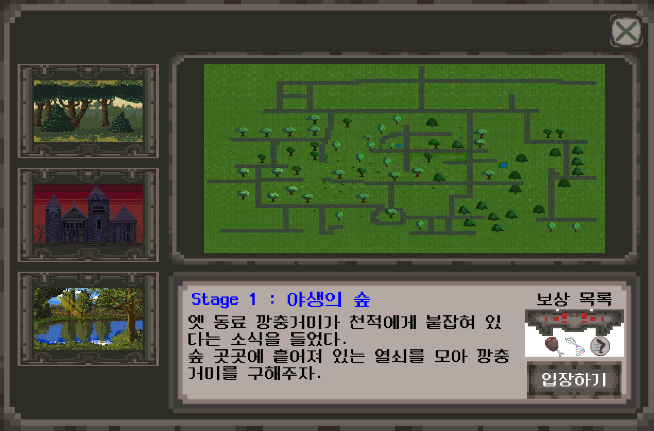 Stage 1 : 야생의 숲
보상 목록
옛 동료 깡충거미가 천적에게 붙잡혀 있
다는 소식을 들었다.
숲 곳곳에 흩어져 있는 열쇠를 모아 깡충
거미를 구해주자.
입장하기